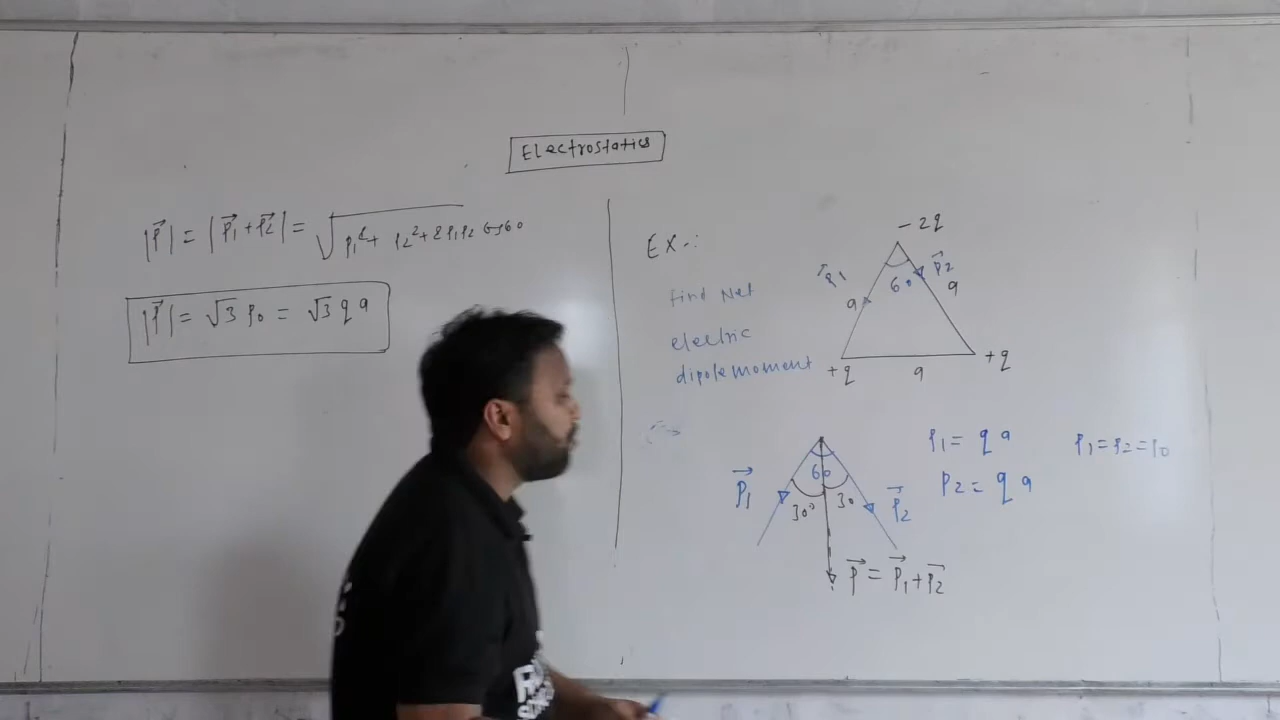 Electrostatics
|P⃗| = |P⃗1 + P⃗2| = √P1² + P2² + 2P1P2 Cos60
|P⃗| = √3 P0 = √3 q a
EX-:
find Net
electric
dipole moment
-2q
P⃗1
P⃗2
60
a
a
+q
a
+q
P⃗1
60
30°
30
P⃗2
P⃗ = P⃗1 + P⃗2
P1 = q a
P2 = q a
P1 = P2 = P0